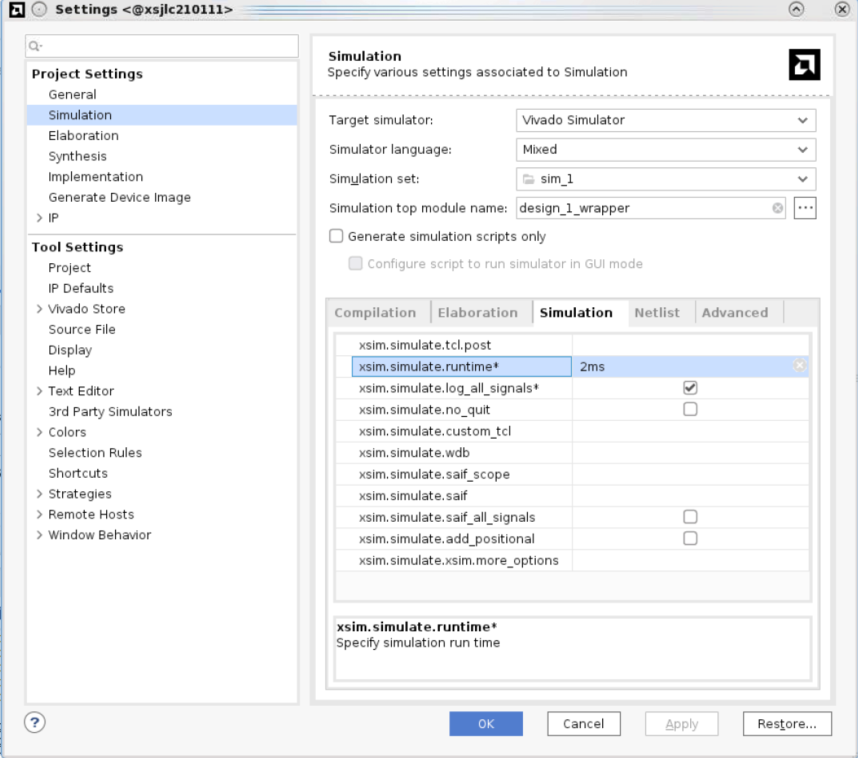 Settings <@xsjlc210111>
Project Settings
General
Simulation
Elaboration
Synthesis
Implementation
Generate Device Image
IP
Tool Settings
Project
IP Defaults
Vivado Store
Source File
Display
Help
Text Editor
3rd Party Simulators
Colors
Selection Rules
Shortcuts
Strategies
Remote Hosts
Window Behavior
Simulation
Specify various settings associated to Simulation
Target simulator: Vivado Simulator
Simulator language: Mixed
Simulation set: sim_1
Simulation top module name: design_1_wrapper ...
Generate simulation scripts only
Configure script to run simulator in GUI mode
Compilation Elaboration Simulation Netlist Advanced
xsim.simulate.tcl.post
xsim.simulate.runtime* 2ms
xsim.simulate.log_all_signals*
xsim.simulate.no_quit
xsim.simulate.custom_tcl
xsim.simulate.wdb
xsim.simulate.saif_scope
xsim.simulate.saif
xsim.simulate.saif_all_signals
xsim.simulate.add_positional
xsim.simulate.xsim.more_options
xsim.simulate.runtime*
Specify simulation run time
? OK Cancel Apply Restore...